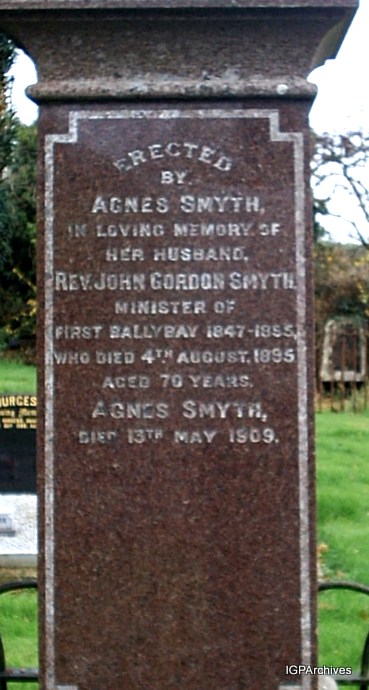 ERECTED
BY
AGNES SMYTH,
IN LOVING MEMORY OF
HER HUSBAND,
REV. JOHN GORDON SMYTH
MINISTER OF
FIRST BALLYBAY 1847-1895,
WHO DIED 4TH AUGUST, 1895
AGED 70 YEARS.
AGNES SMYTH,
DIED 13TH MAY 1909.
URGES
IGPArchives